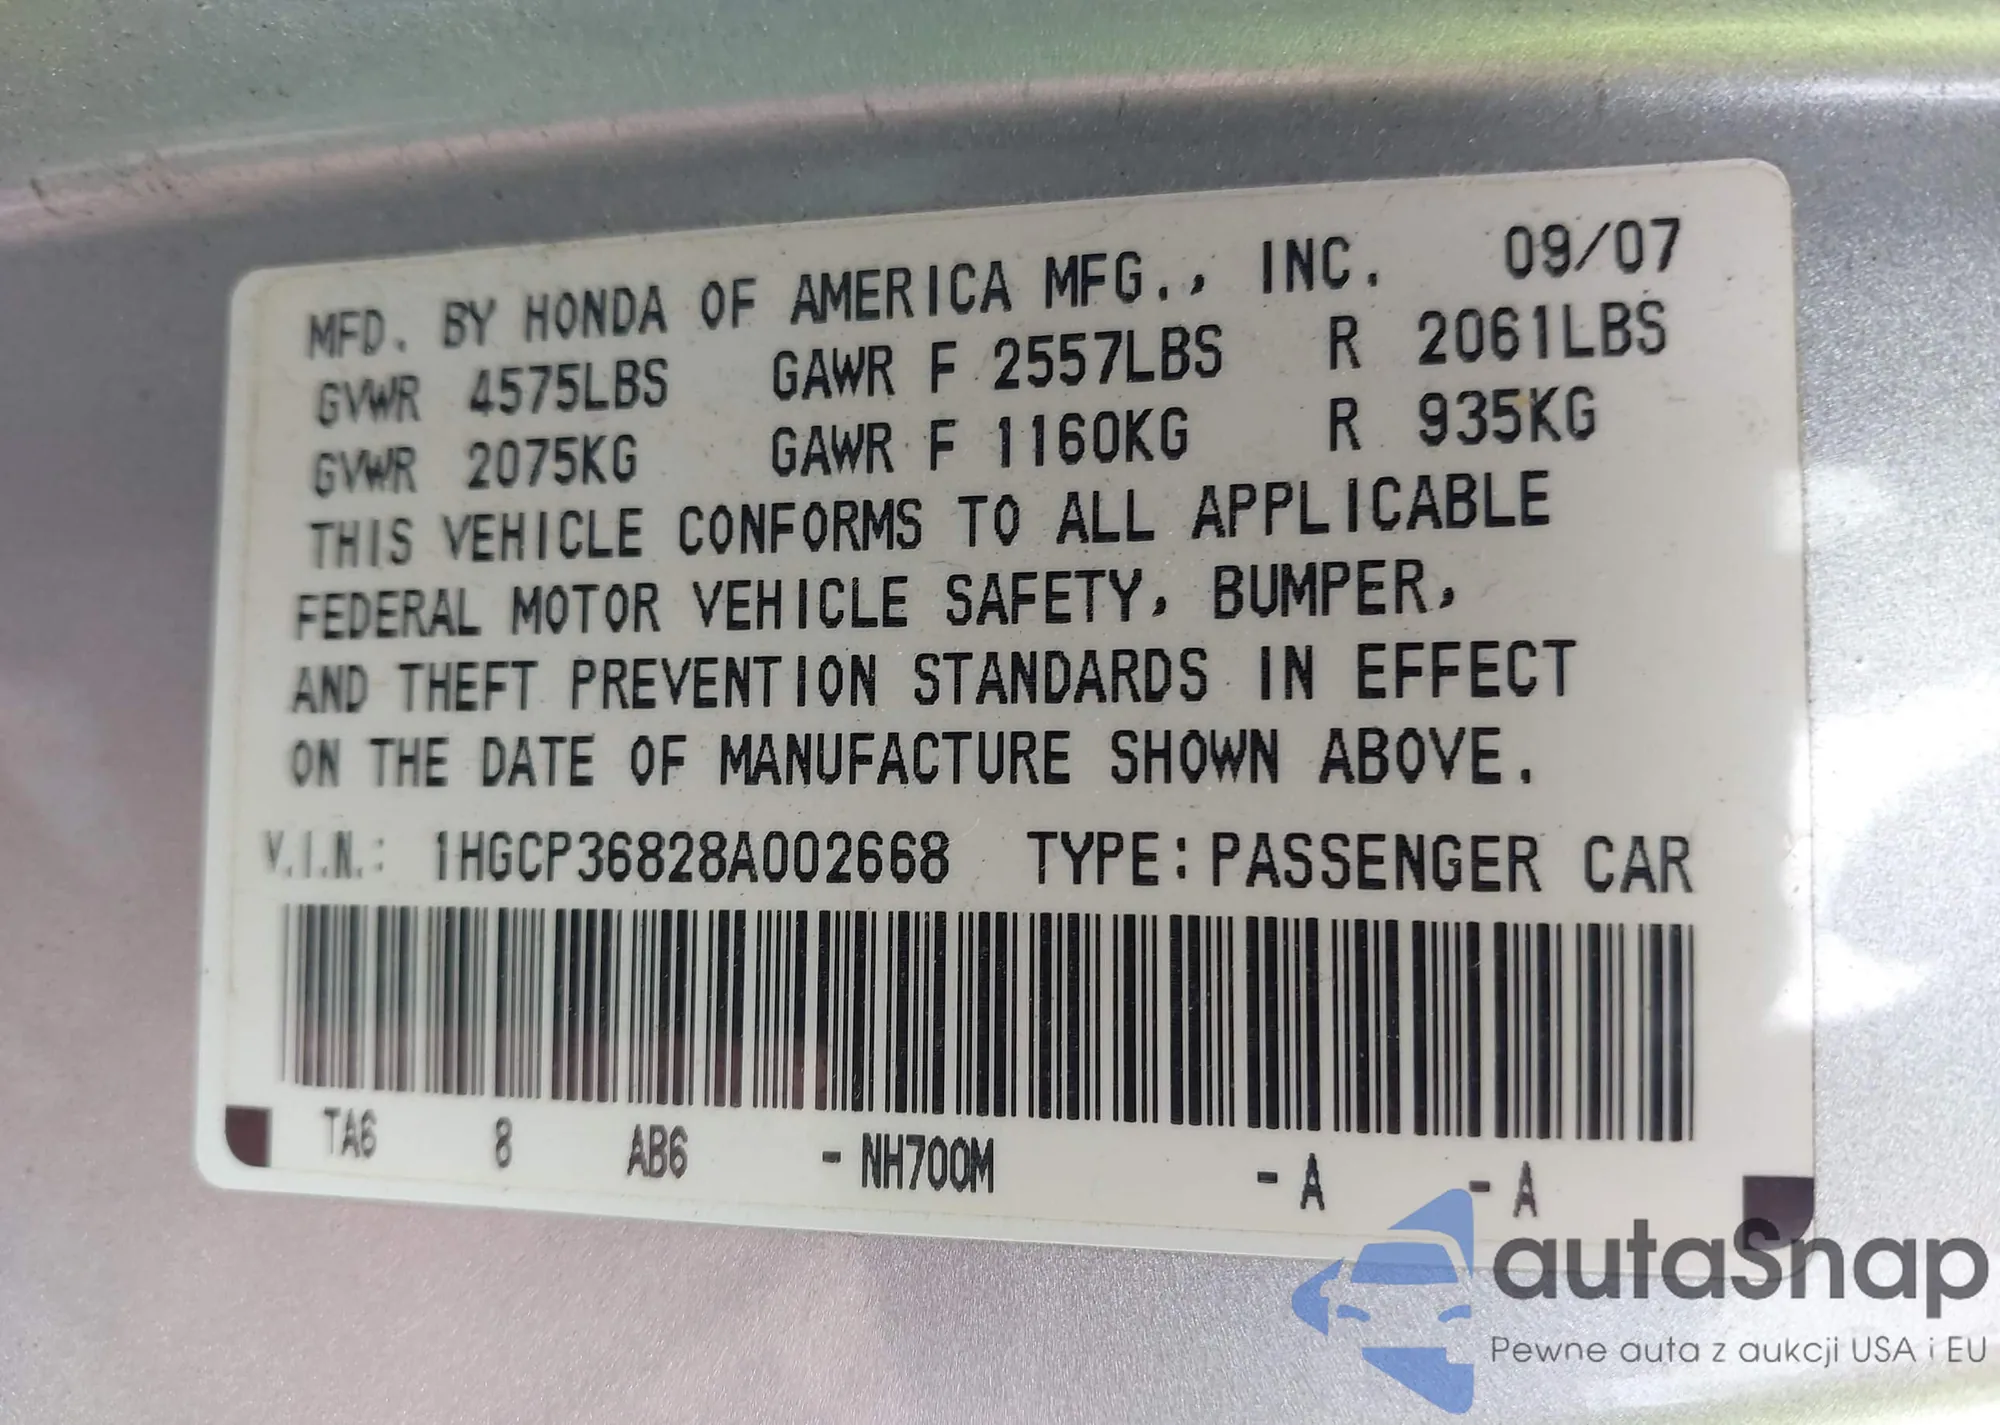 MFD. BY HONDA OF AMERICA MFG., INC. 09/07
GVWR 4575LBS GAWR F 2557LBS R 2061LBS
GVWR 2075KG GAWR F 1160KG R 935KG
THIS VEHICLE CONFORMS TO ALL APPLICABLE
FEDERAL MOTOR VEHICLE SAFETY, BUMPER,
AND THEFT PREVENTION STANDARDS IN EFFECT
ON THE DATE OF MANUFACTURE SHOWN ABOVE.
V.I.N.: 1HGCP36828A002668 TYPE:PASSENGER CAR
TA6 8 AB6 -NH700M -A -A
autaSnap
Pewne auta z aukcji USA i EU